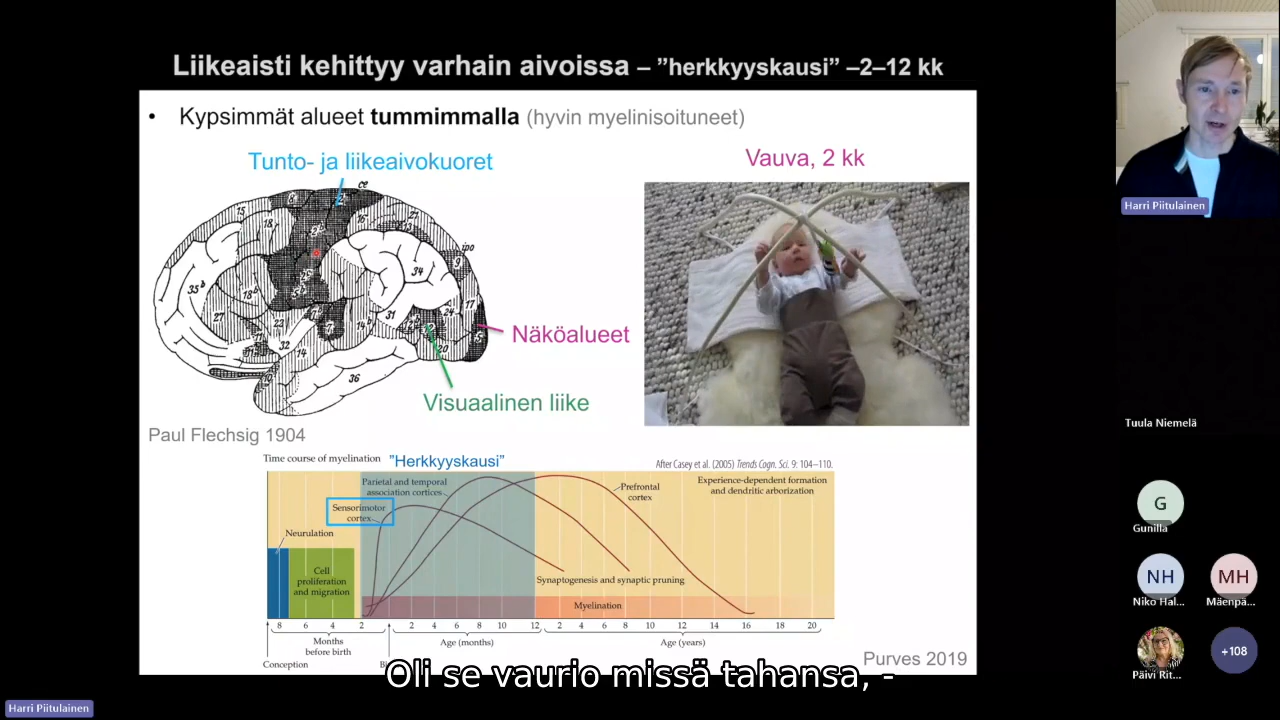 Liikeaisti kehittyy varhain aivoissa – ”herkkyyskausi” –2–12 kk
• Kypsimmät alueet tummimmalla (hyvin myelinisoituneet)
Tunto- ja liikeaivokuoret
Vauva, 2 kk
Näköalueet
Visuaalinen liike
Paul Flechsig 1904
Time course of myelination
”Herkkyyskausi”
After Casey et al. (2005) Trends Cogn. Sci. 9: 104–110.
Parietal and temporal
association cortices
Prefrontal
cortex
Experience-dependent formation
and dendritic arborization
Sensorimotor
cortex
Neurulation
Cell
proliferation
and migration
Synaptogenesis and synaptic pruning
Myelination
8 6 4 2 2 4 6 8 10 12 2 4 6 8 10 12 14 16 18 20
Months
before birth
Age (months)
Age (years)
Conception
Purves 2019
Oli se vaurio missä tahansa, -
Harri Piitulainen
Harri Piitulainen
Tuula Niemelä
G
Gunilla
NH
Niko Hal...
MH
Mäenpä...
Päivi Rit...
+108